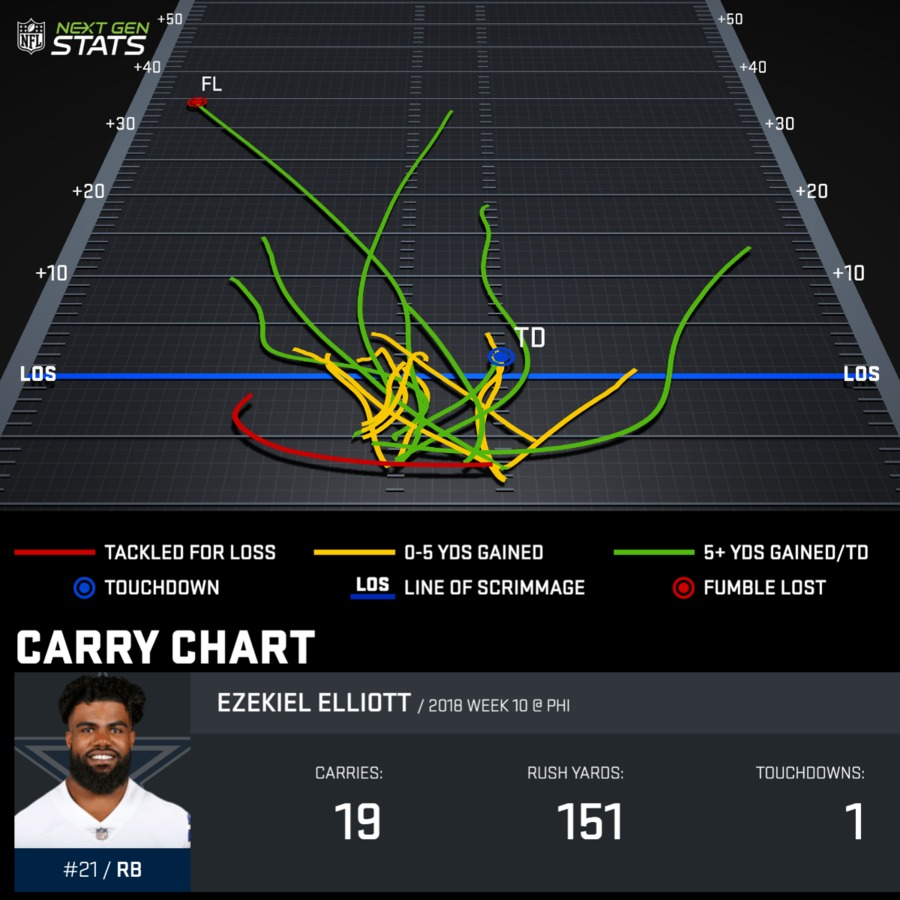 NFL NEXT GEN STATS
+50 +50
+40 +40
FL
+30 +30
+20 +20
+10 +10
TD
LOS LOS
TACKLED FOR LOSS 0-5 YDS GAINED 5+ YDS GAINED/TD
TOUCHDOWN LOS LINE OF SCRIMMAGE FUMBLE LOST
CARRY CHART
EZEKIEL ELLIOTT / 2018 WEEK 10 @ PHI
CARRIES: RUSH YARDS: TOUCHDOWNS:
19 151 1
#21 / RB